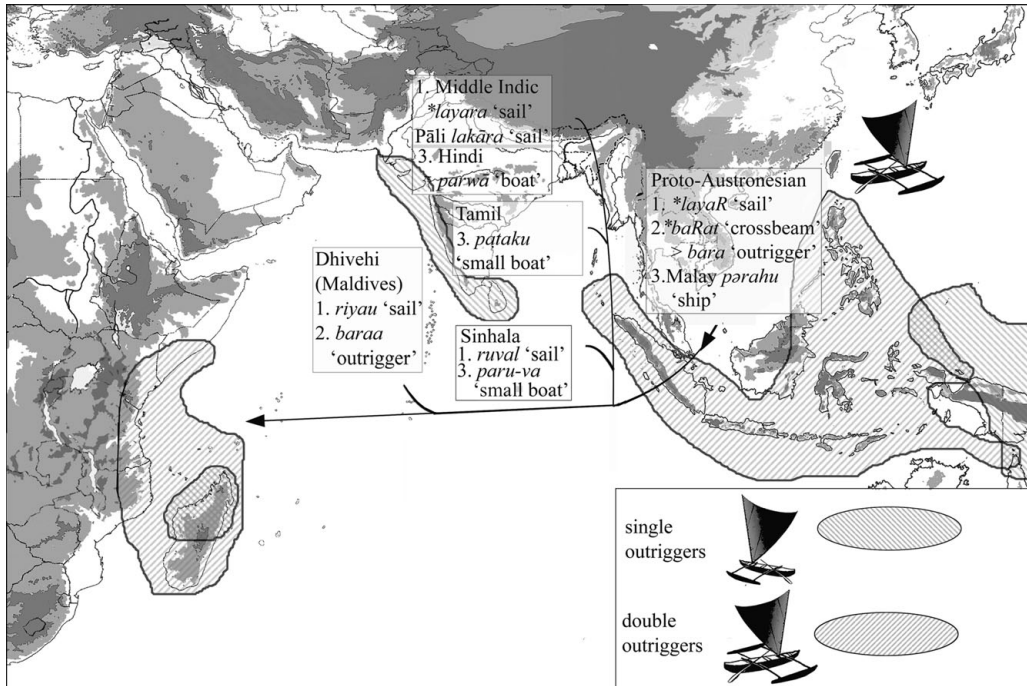 1. Middle Indic
*layara ‘sail’
Pāli lakāra ‘sail’
3. Hindi
parwa ‘boat’
Tamil
3. pataku
‘small boat’
Dhivehi
(Maldives)
1. riyau ‘sail’
2. baraa
‘outrigger’
Sinhala
1. ruval ‘sail’
3. paru-va
‘small boat’
Proto-Austronesian
1. *layaR ‘sail’
2.*baRat ‘crossbeam’
> bara ‘outrigger’
3.Malay pərahu
‘ship’
single
outriggers
double
outriggers